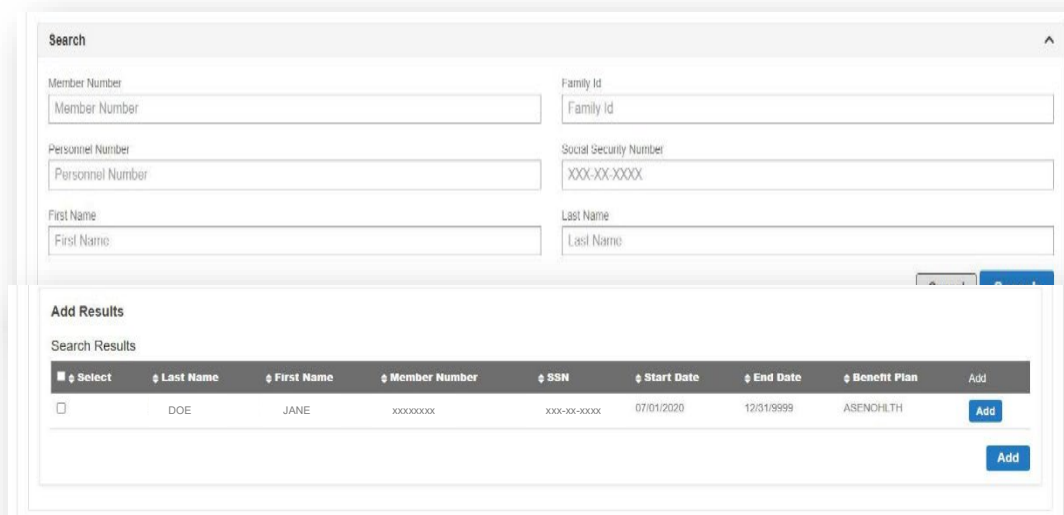 Search
Member Number Family Id
Member Number Family Id
Personnel Number Social Security Number
Personnel Number XXX-XX-XXXX
First Name Last Name
First Name Last Name
Add Results
Search Results
Select Last Name First Name Member Number SSN Start Date End Date Benefit Plan Add
DOE JANE xxxxxxxx xxx-xx-xxxx 07/01/2020 12/31/9999 ASENOHLTH Add
Add